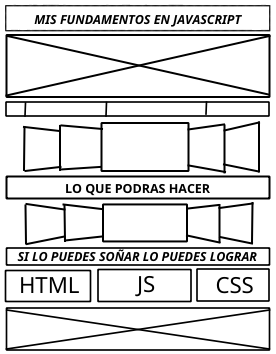 MIS FUNDAMENTOS EN JAVASCRIPT
LO QUE PODRAS HACER
SI LO PUEDES SOÑAR LO PUEDES LOGRAR
HTML JS CSS